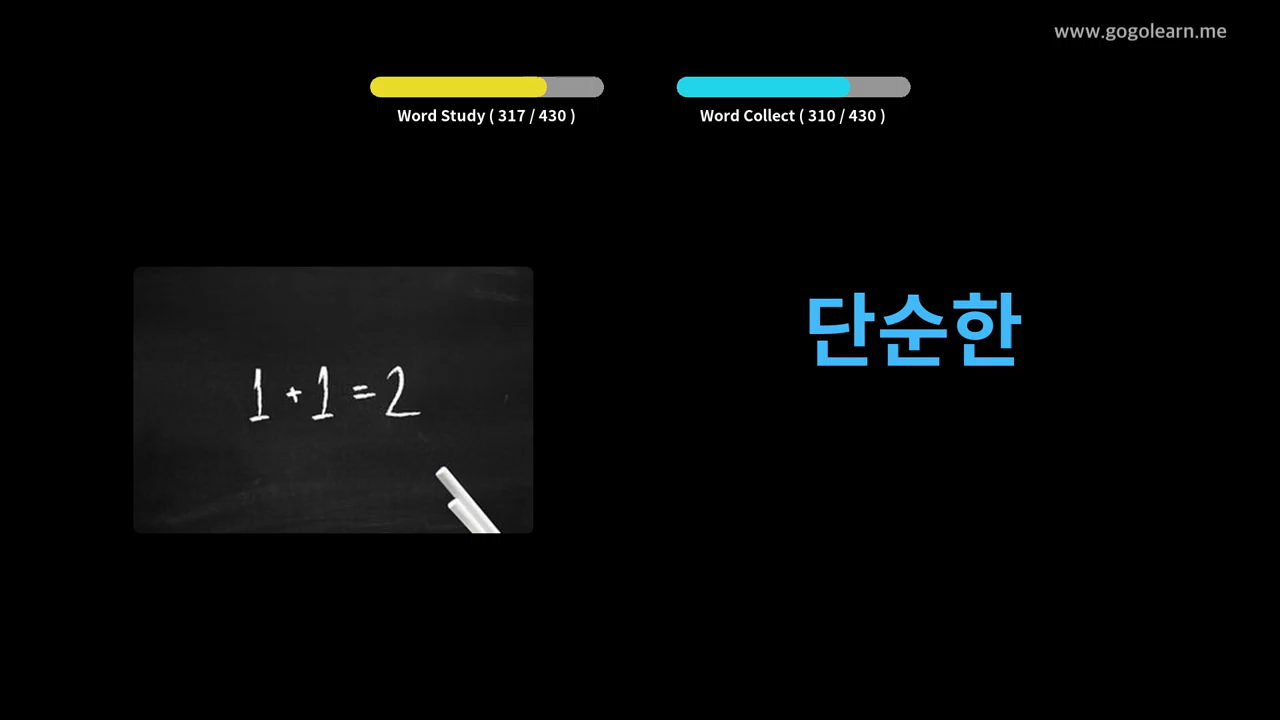 www.gogolearn.me
Word Study ( 317 / 430 )
Word Collect ( 310 / 430 )
1 + 1 = 2
단순한